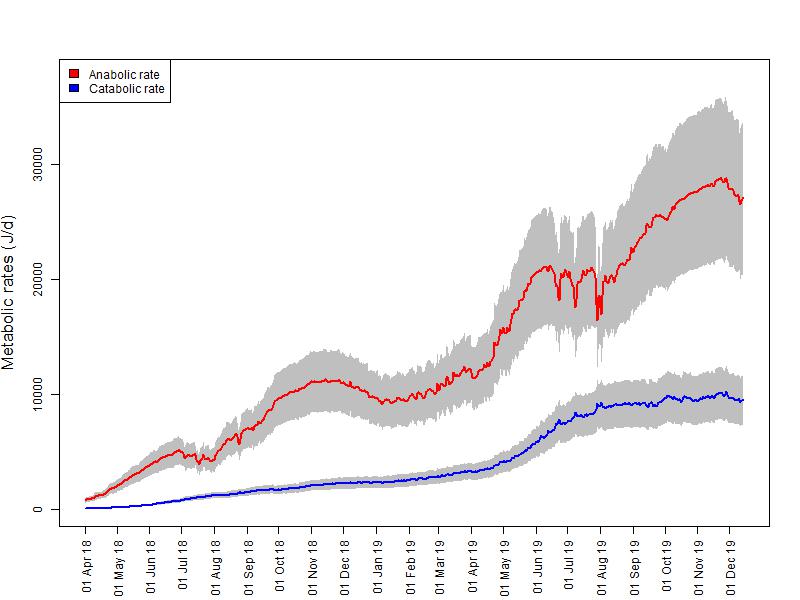 Anabolic rate
Catabolic rate
Metabolic rates (J/d)
30000
20000
10000
0
01 Apr 18
01 May 18
01 Jun 18
01 Jul 18
01 Aug 18
01 Sep 18
01 Oct 18
01 Nov 18
01 Dec 18
01 Jan 19
01 Feb 19
01 Mar 19
01 Apr 19
01 May 19
01 Jun 19
01 Jul 19
01 Aug 19
01 Sep 19
01 Oct 19
01 Nov 19
01 Dec 19